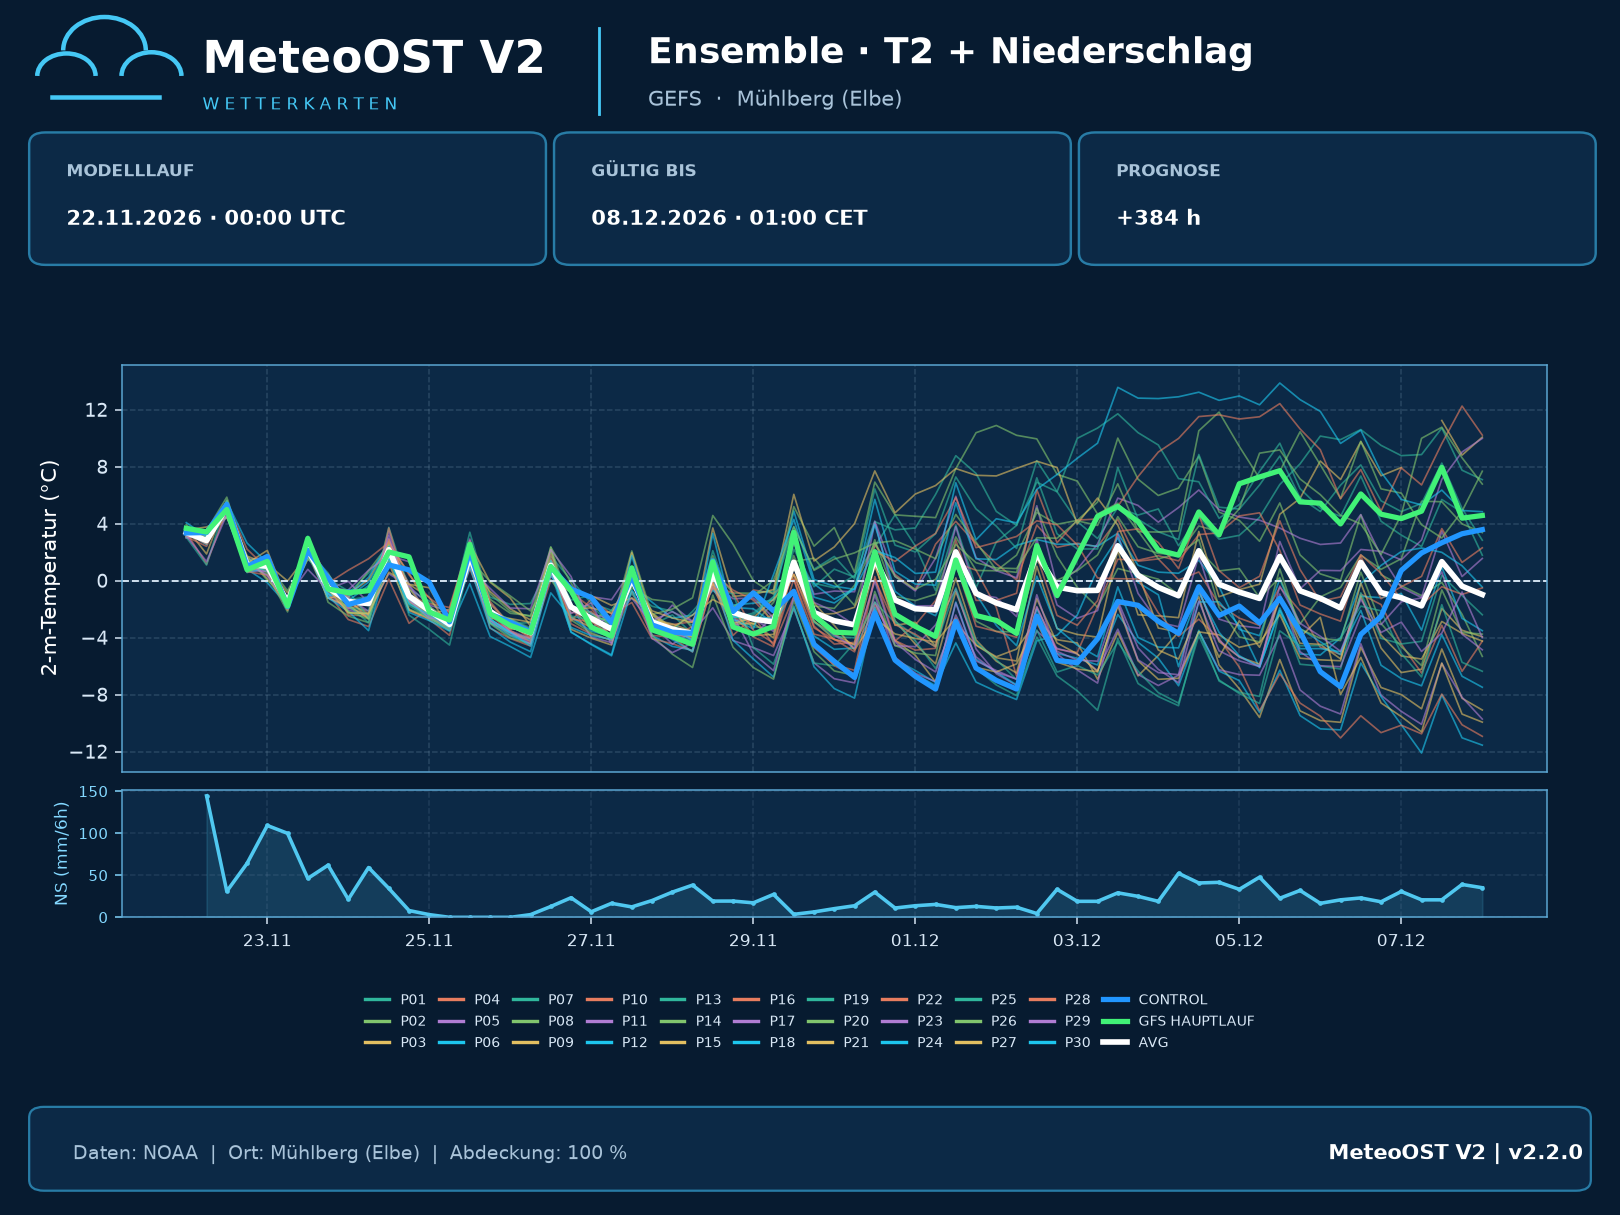 MeteoOST V2
WETTERKARTEN
Ensemble · T2 + Niederschlag
GEFS · Mühlberg (Elbe)
MODELLLAUF
22.11.2026 · 00:00 UTC
GÜLTIG BIS
08.12.2026 · 01:00 CET
PROGNOSE
+384 h
2-m-Temperatur (°C)
12
8
4
0
−4
−8
−12
NS (mm/6h)
150
100
50
0
23.11 25.11 27.11 29.11 01.12 03.12 05.12 07.12
P01 P04 P07 P10 P13 P16 P19 P22 P25 P28 CONTROL
P02 P05 P08 P11 P14 P17 P20 P23 P26 P29 GFS HAUPTLAUF
P03 P06 P09 P12 P15 P18 P21 P24 P27 P30 AVG
Daten: NOAA | Ort: Mühlberg (Elbe) | Abdeckung: 100 %
MeteoOST V2 | v2.2.0